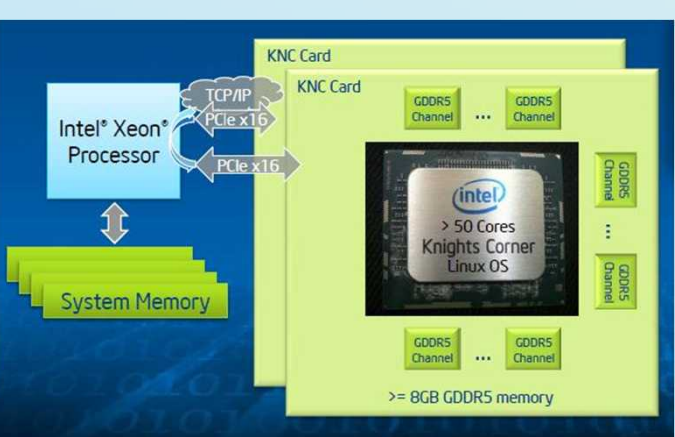 KNC Card
KNC Card
TCP/IP
PCIe x16
PCIe x16
Intel® Xeon®
Processor
System Memory
GDDR5
Channel
...
GDDR5
Channel
GDDR5
Channel
...
GDDR5
Channel
intel
> 50 Cores
Knights Corner
Linux OS
GDDR5
Channel
...
GDDR5
Channel
>= 8GB GDDR5 memory